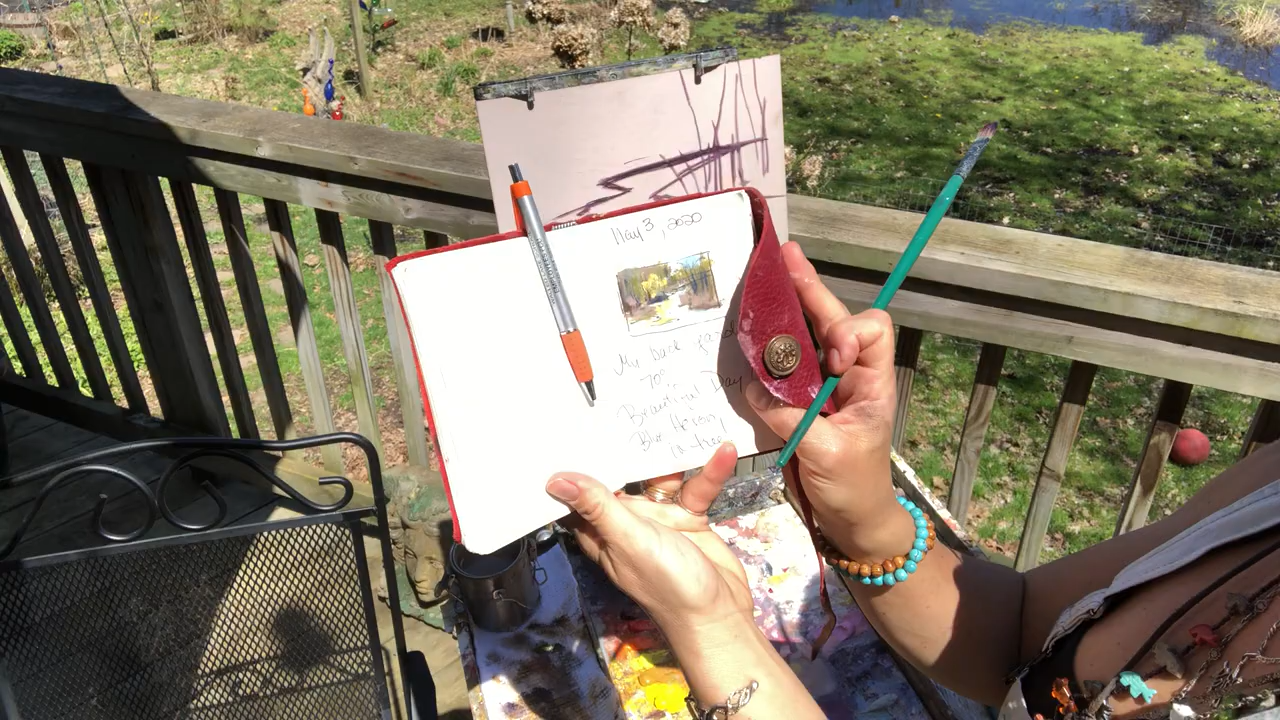 May 3, 2020
My back yard
70°
Beautiful Day
Blue Heron
in tree